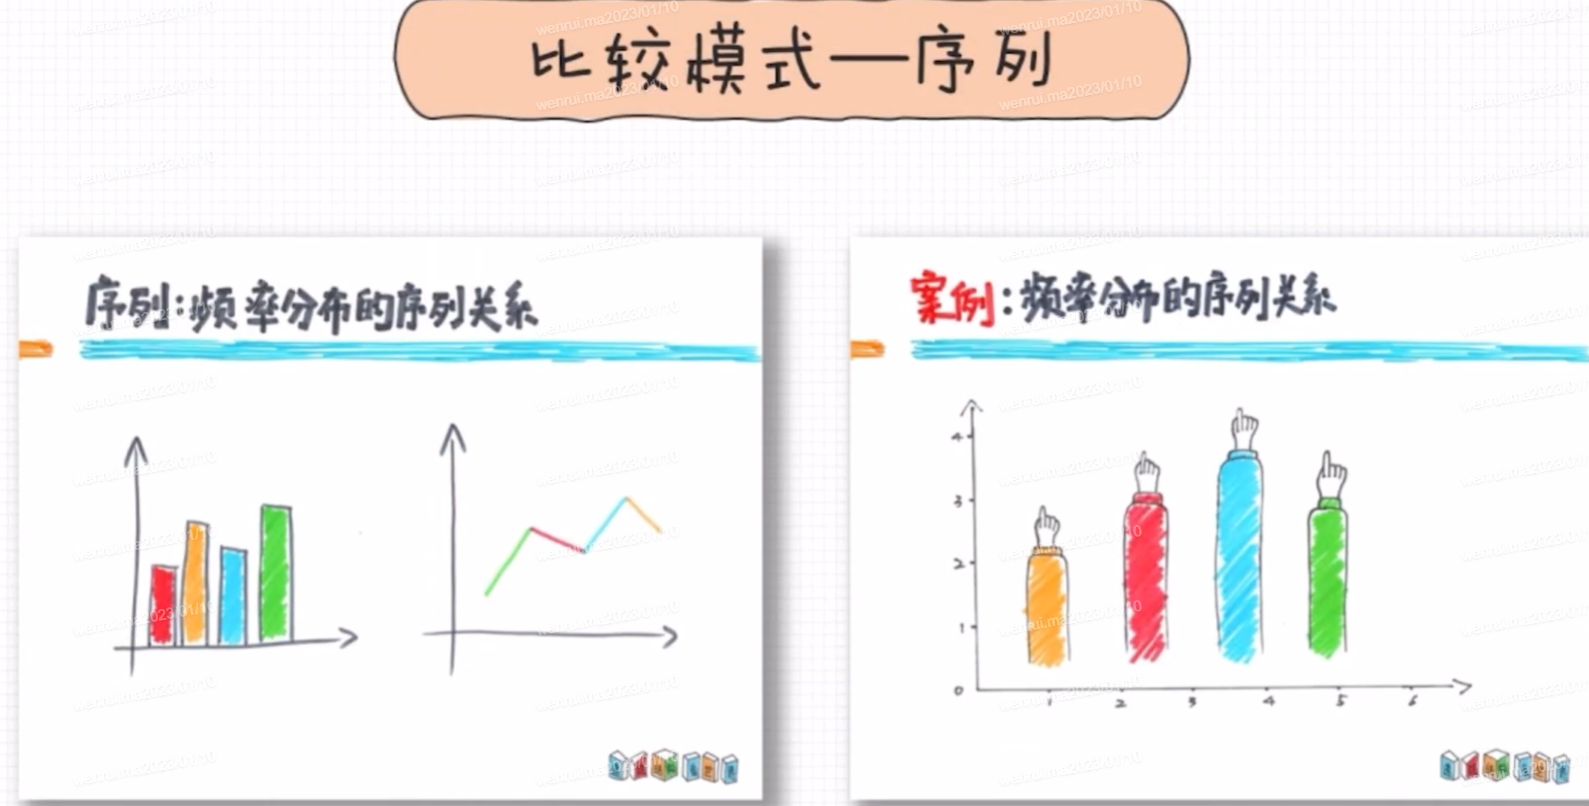 比较模式—序列
序列:频率分布的序列关系
案例:频率分布的序列关系
4
3
2
1
0
1 2 3 4 5 6
wenrui.ma2023/01/10